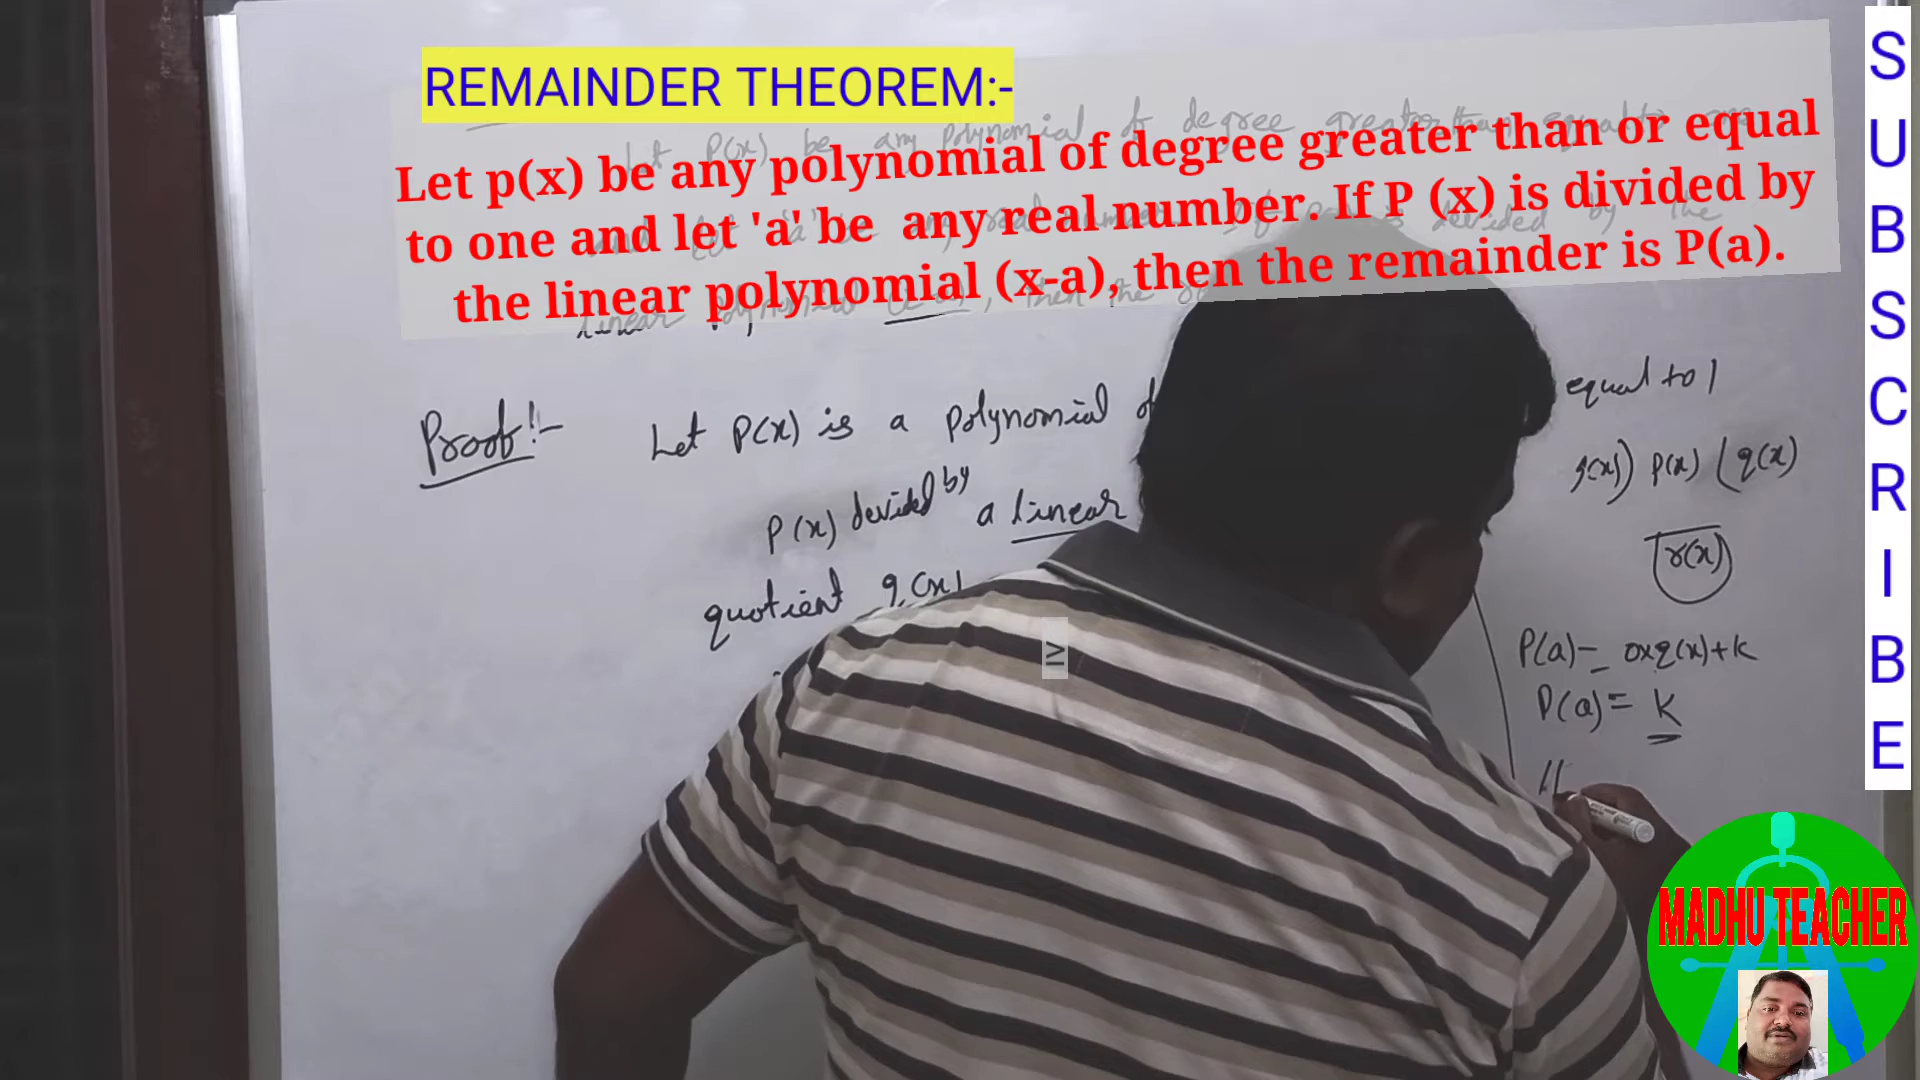 REMAINDER THEOREM:-
Let p(x) be any polynomial of degree greater than or equal
to one and let 'a' be any real number. If P (x) is divided by
the linear polynomial (x-a), then the remainder is P(a).
Proof:- Let P(x) is a polynomial of equal to 1
P(x) devided by a linear
quotient q(x)
g(x)) P(x) (q(x)
r(x)
P(a)= 0xq(x)+k
P(a)= k
SUBSCRIBE
MADHU TEACHER